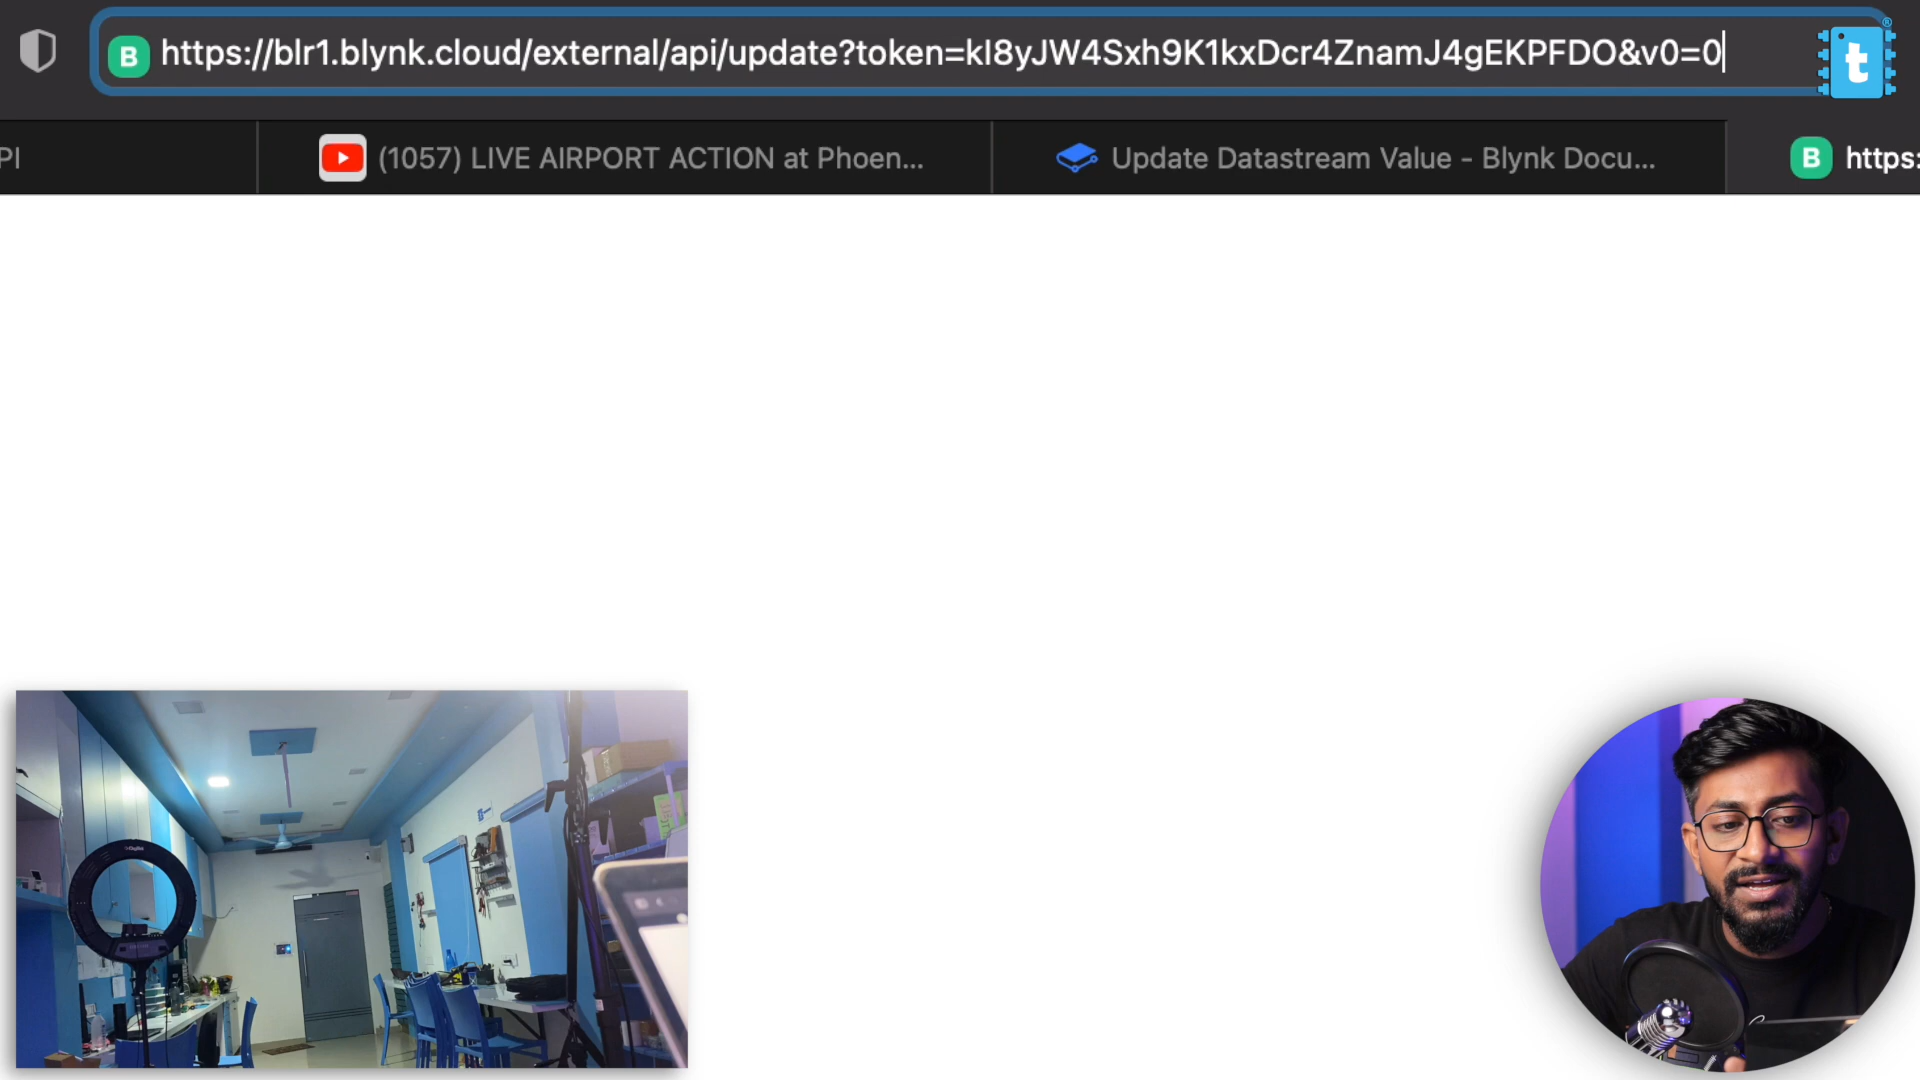 https://blr1.blynk.cloud/external/api/update?token=kl8yJW4Sxh9K1kxDcr4ZnamJ4gEKPFDO&v0=0
B
t
®
PI
(1057) LIVE AIRPORT ACTION at Phoen...
Update Datastream Value - Blynk Docu...
B
https: